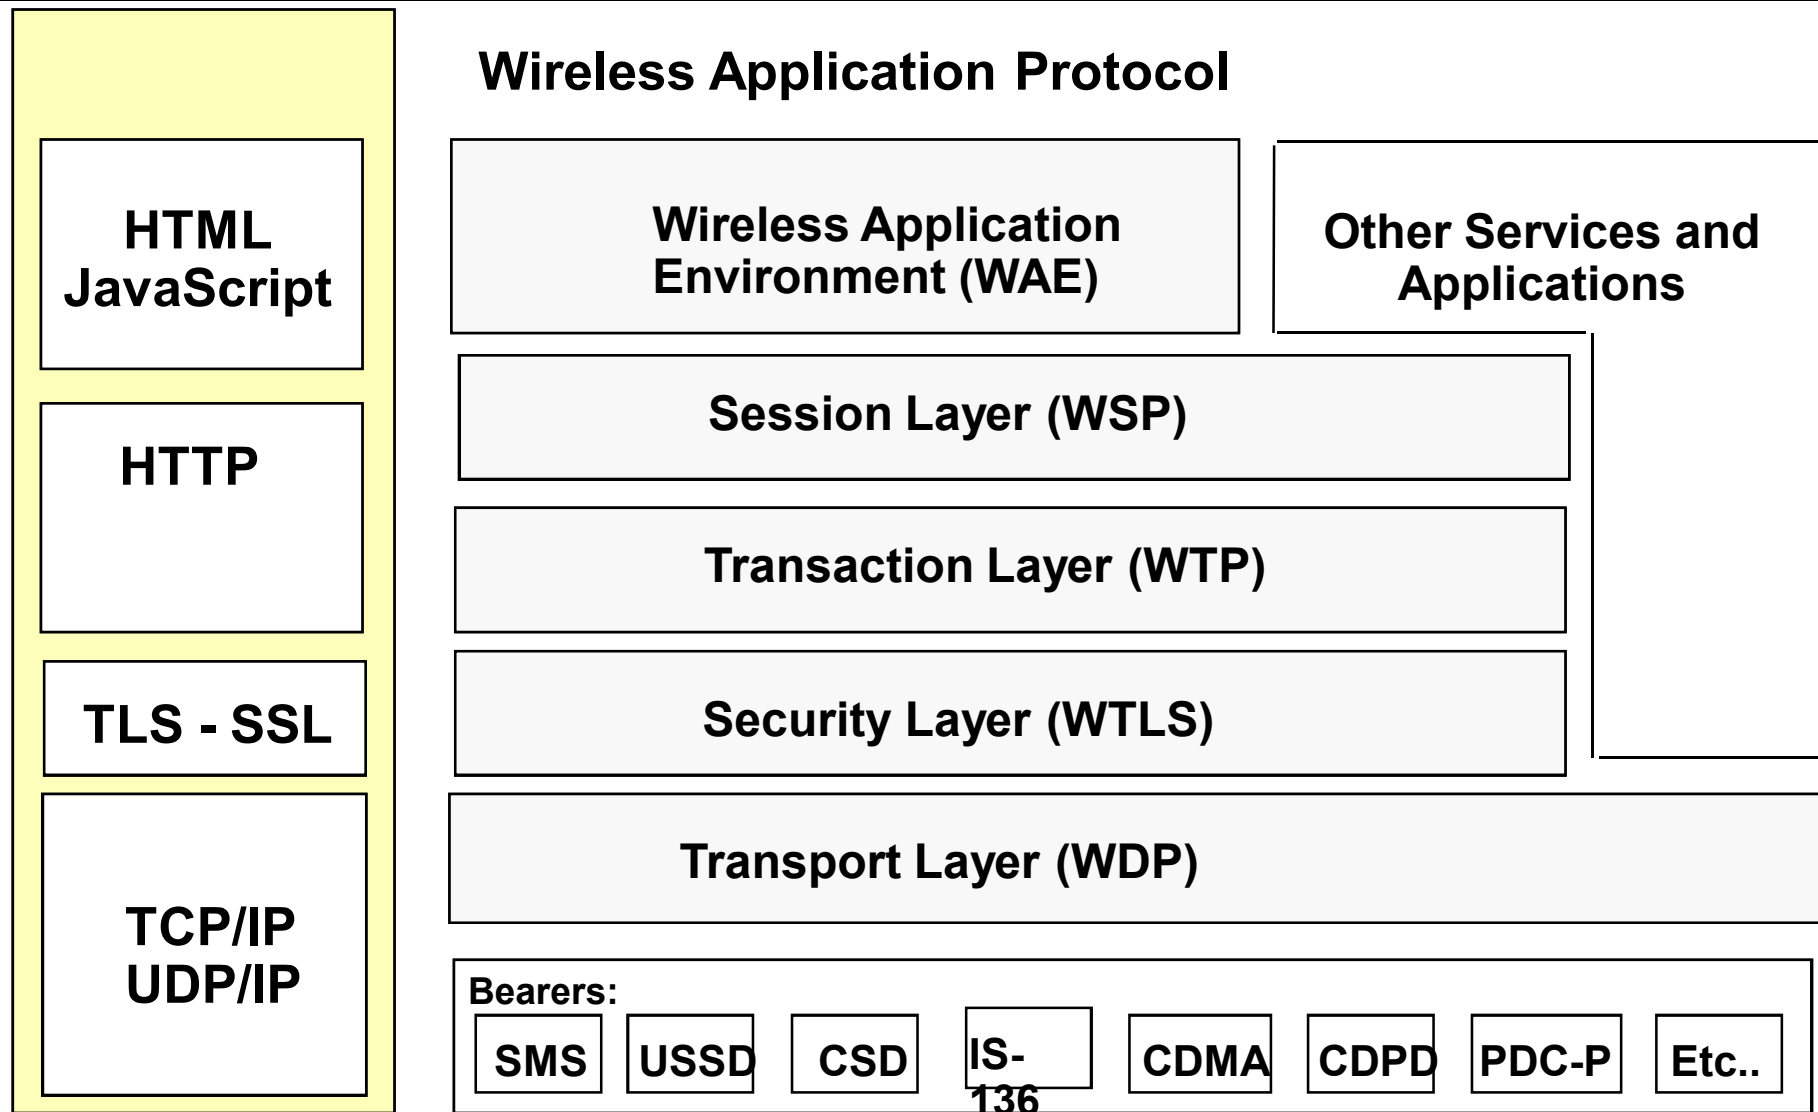 Wireless Application Protocol
HTML
JavaScript
HTTP
TLS - SSL
TCP/IP
UDP/IP
Wireless Application
Environment (WAE)
Other Services and
Applications
Session Layer (WSP)
Transaction Layer (WTP)
Security Layer (WTLS)
Transport Layer (WDP)
Bearers:
SMS
USSD
CSD
IS-
136
CDMA
CDPD
PDC-P
Etc..